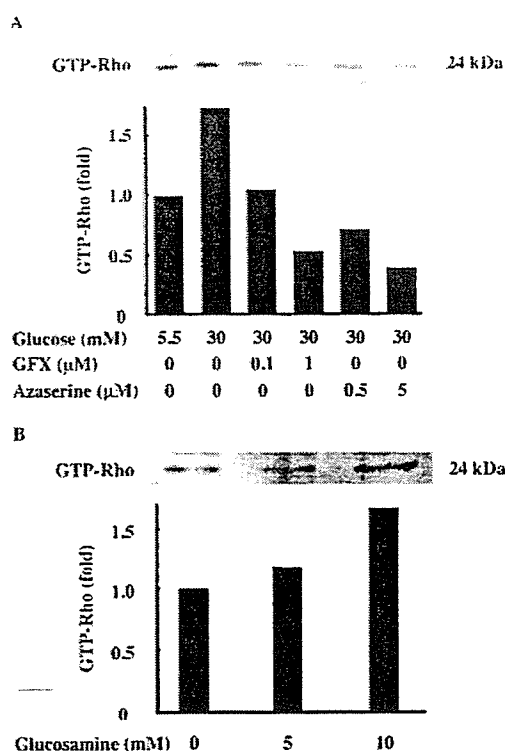 A
GTP-Rho 24 kDa
GTP-Rho (fold)
1.5
1.0
0.5
0
Glucose (mM) 5.5 30 30 30 30 30
GFX (µM) 0 0 0.1 1 0 0
Azaserine (µM) 0 0 0 0 0.5 5
B
GTP-Rho 24 kDa
GTP-Rho (fold)
1.5
1.0
0.5
0
Glucosamine (mM) 0 5 10